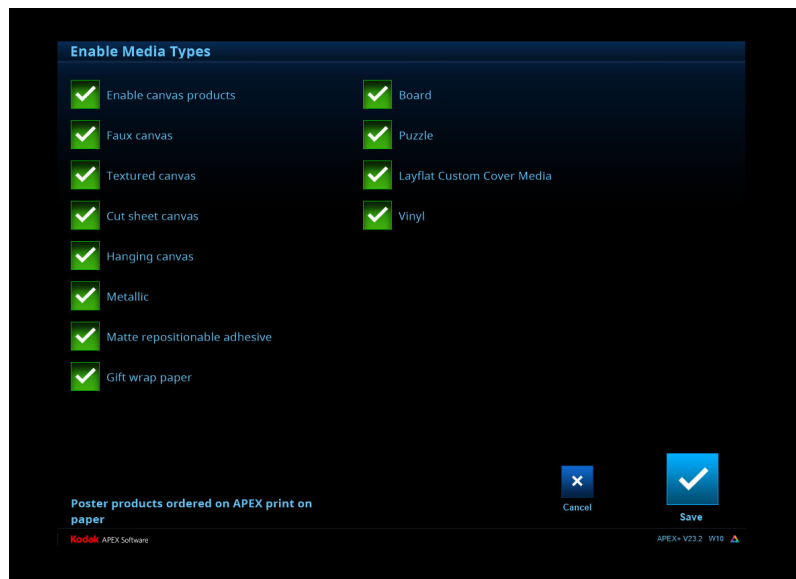 Enable Media Types
Enable canvas products
Faux canvas
Textured canvas
Cut sheet canvas
Hanging canvas
Metallic
Matte repositionable adhesive
Gift wrap paper
Board
Puzzle
Layflat Custom Cover Media
Vinyl
Poster products ordered on APEX print on
paper
Cancel
Save
Kodak APEX Software
APEX+ V23.2 W10